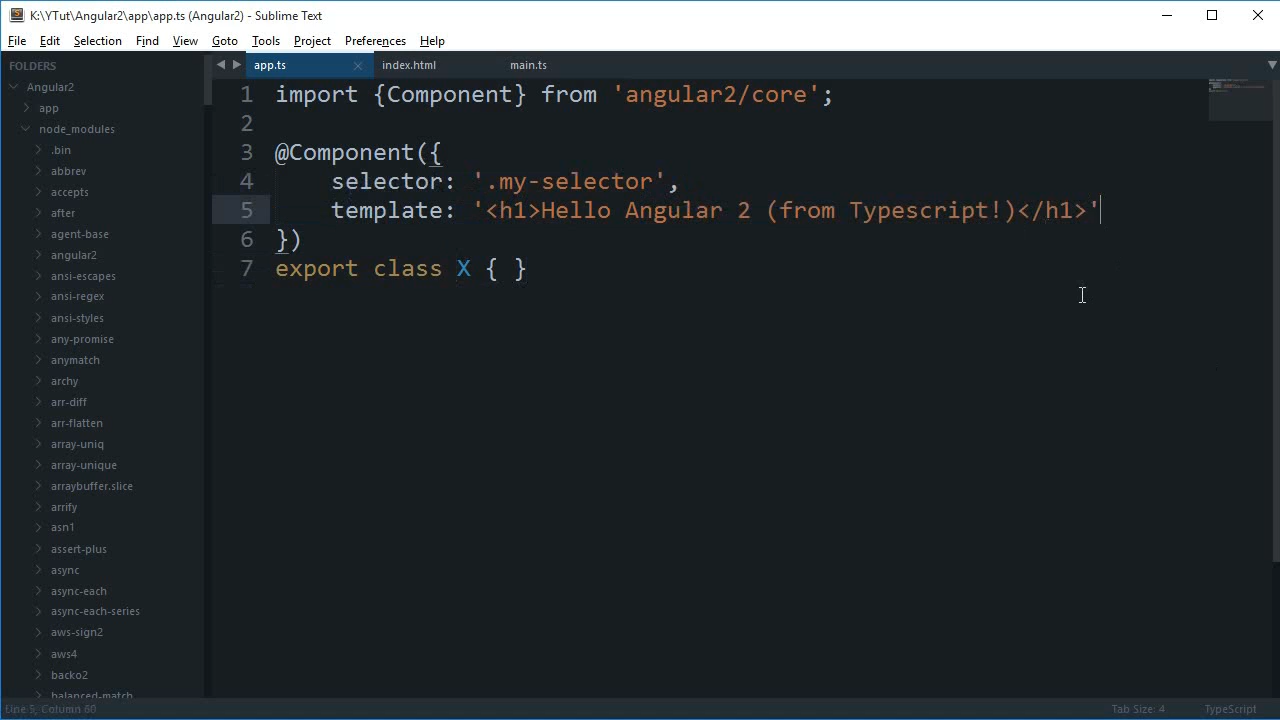 K:\YTut\Angular2\app\app.ts (Angular2) - Sublime Text
File Edit Selection Find View Goto Tools Project Preferences Help
FOLDERS
Angular2
app
node_modules
.bin
abbrev
accepts
after
agent-base
angular2
ansi-escapes
ansi-regex
ansi-styles
any-promise
anymatch
archy
arr-diff
arr-flatten
array-uniq
array-unique
arraybuffer.slice
arrify
asn1
assert-plus
async
async-each
async-each-series
aws-sign2
aws4
backo2
balanced-match
app.ts index.html main.ts
1 import {Component} from 'angular2/core';
2
3 @Component({
4 selector: '.my-selector',
5 template: '<h1>Hello Angular 2 (from Typescript!)</h1>'
6 })
7 export class X { }
Line 5, Column 60 Tab Size: 4 TypeScript